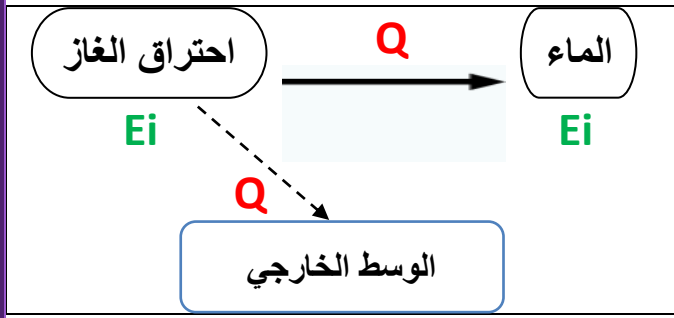 الماء
Q
احتراق الغاز
Ei
Ei
Q
الوسط الخارجي